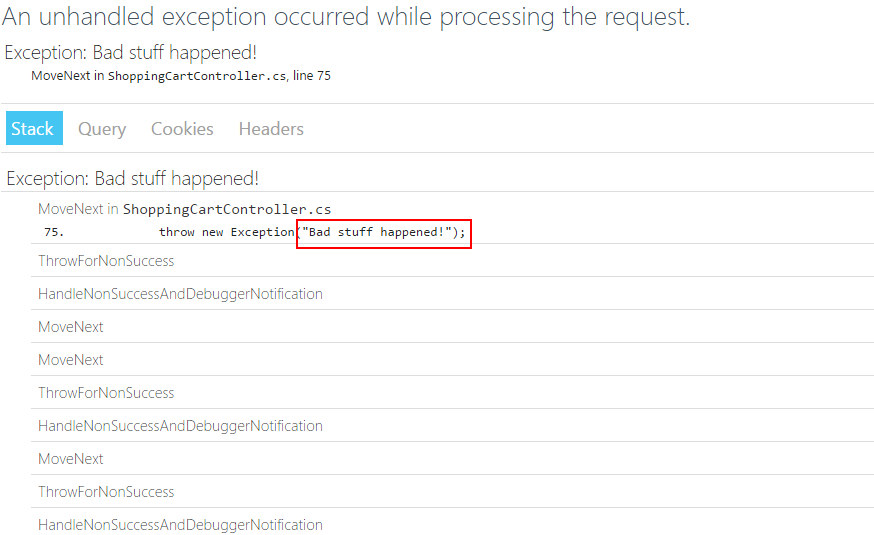 An unhandled exception occurred while processing the request.
Exception: Bad stuff happened!
MoveNext in ShoppingCartController.cs, line 75
Stack Query Cookies Headers
Exception: Bad stuff happened!
MoveNext in ShoppingCartController.cs
75. throw new Exception("Bad stuff happened!");
ThrowForNonSuccess
HandleNonSuccessAndDebuggerNotification
MoveNext
MoveNext
ThrowForNonSuccess
HandleNonSuccessAndDebuggerNotification
MoveNext
ThrowForNonSuccess
HandleNonSuccessAndDebuggerNotification